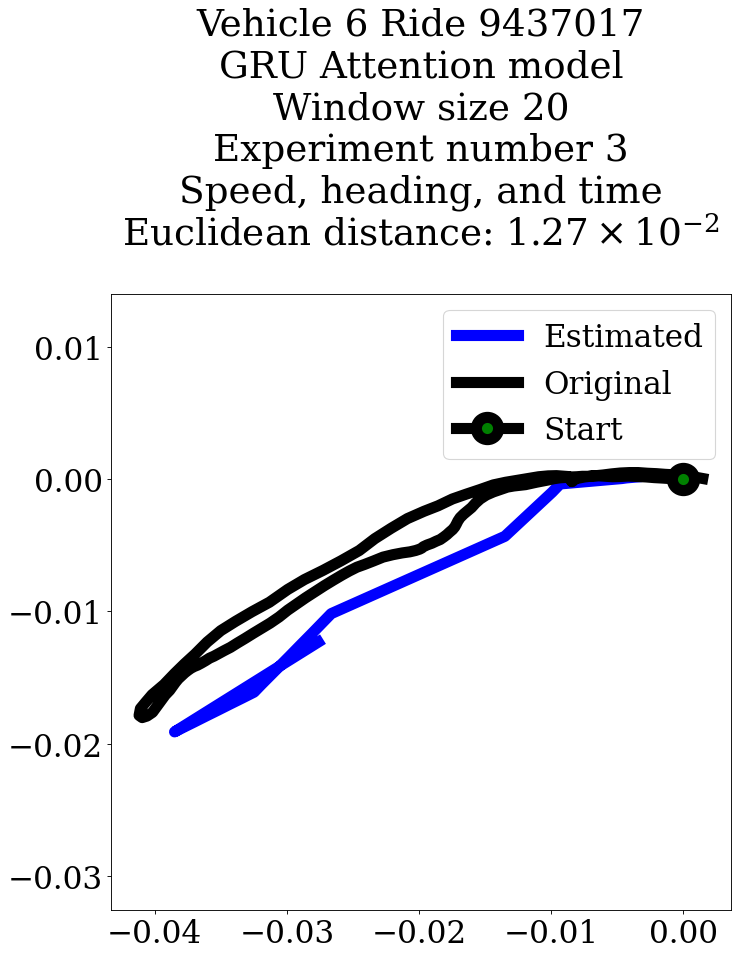 Vehicle 6 Ride 9437017
GRU Attention model
Window size 20
Experiment number 3
Speed, heading, and time
Euclidean distance: 1.27 × 10⁻²
Estimated
Original
Start
0.01
0.00
−0.01
−0.02
−0.03
−0.04 −0.03 −0.02 −0.01 0.00